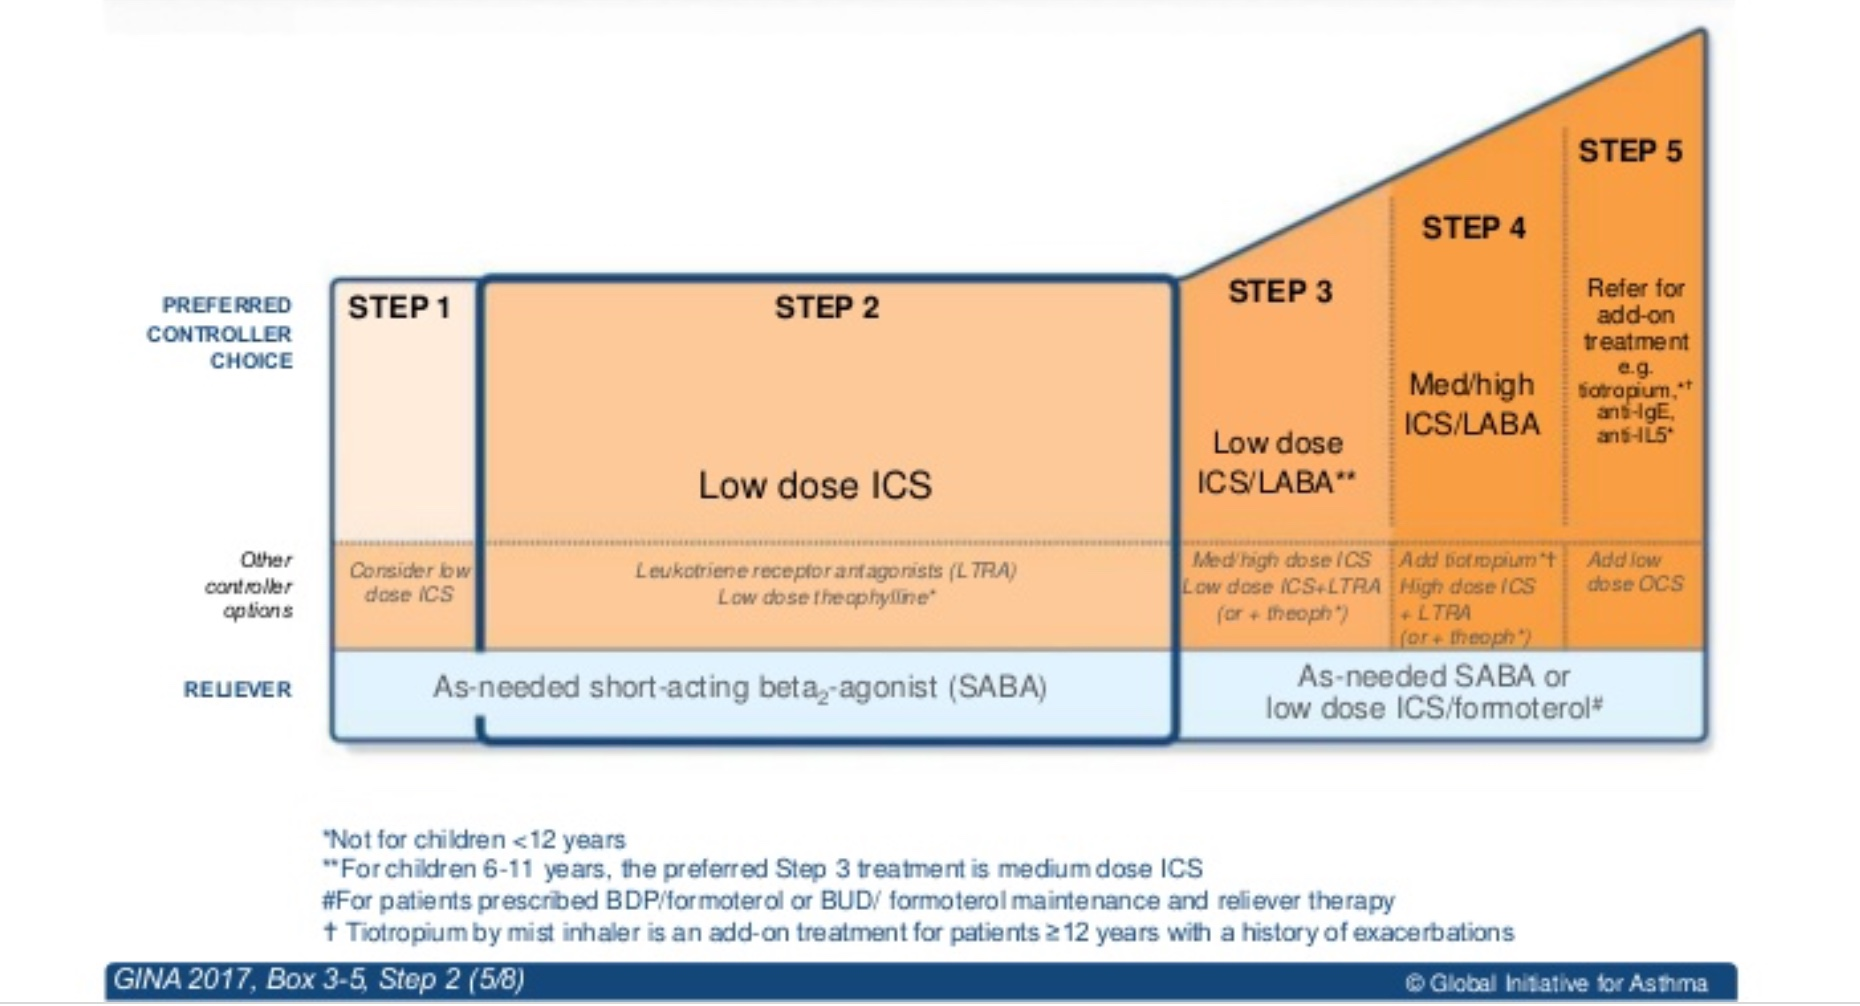 PREFERRED
CONTROLLER
CHOICE
STEP 1
STEP 2
Low dose ICS
STEP 3
Low dose
ICS/LABA**
STEP 4
Med/high
ICS/LABA
STEP 5
Refer for
add-on
treatment
e.g.
tiotropium,*†
anti-IgE,
anti-IL5*
Other
controller
options
Consider low
dose ICS
Leukotriene receptor antagonists (LTRA)
Low dose theophylline*
Med/high dose ICS
Low dose ICS+LTRA
(or + theoph*)
Add tiotropium*†
High dose ICS
+ LTRA
(or + theoph*)
Add low
dose OCS
RELIEVER
As-needed short-acting beta₂-agonist (SABA)
As-needed SABA or
low dose ICS/formoterol#
*Not for children <12 years
**For children 6-11 years, the preferred Step 3 treatment is medium dose ICS
#For patients prescribed BDP/formoterol or BUD/ formoterol maintenance and reliever therapy
† Tiotropium by mist inhaler is an add-on treatment for patients ≥12 years with a history of exacerbations
GINA 2017, Box 3-5, Step 2 (5/8)
© Global Initiative for Asthma